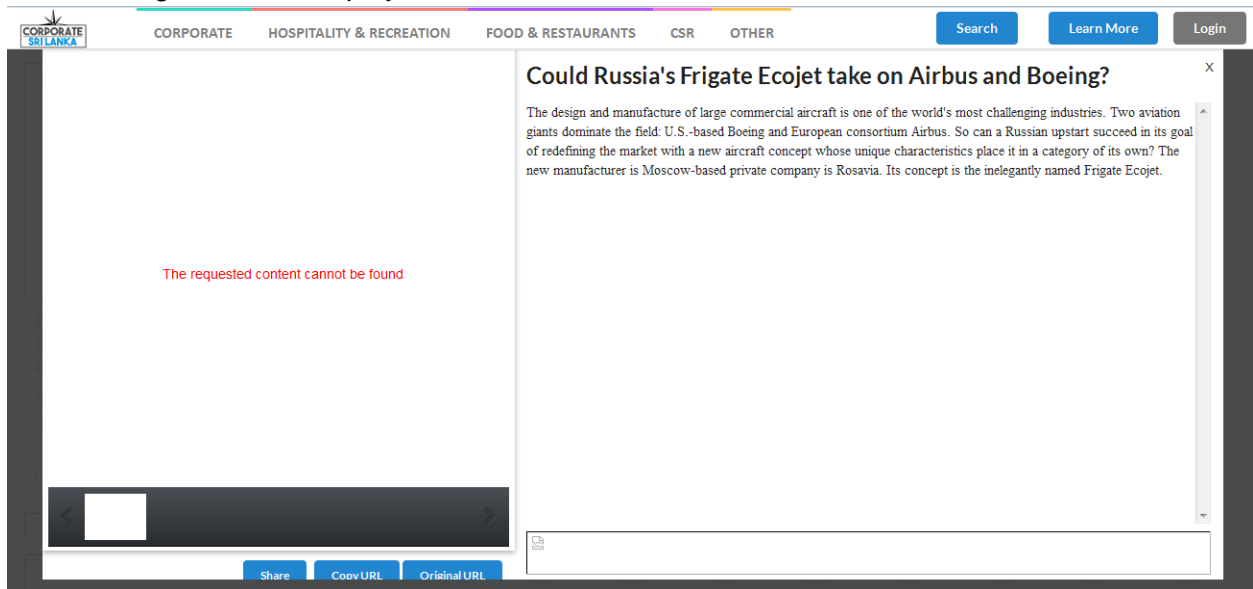 CORPORATE
SRI LANKA
CORPORATE
HOSPITALITY & RECREATION
FOOD & RESTAURANTS
CSR
OTHER
Search
Learn More
Login
Could Russia's Frigate Ecojet take on Airbus and Boeing?
X
The design and manufacture of large commercial aircraft is one of the world's most challenging industries. Two aviation
giants dominate the field: U.S.-based Boeing and European consortium Airbus. So can a Russian upstart succeed in its goal
of redefining the market with a new aircraft concept whose unique characteristics place it in a category of its own? The
new manufacturer is Moscow-based private company is Rosavia. Its concept is the inelegantly named Frigate Ecojet.
The requested content cannot be found
Share
Copy URL
Original URL